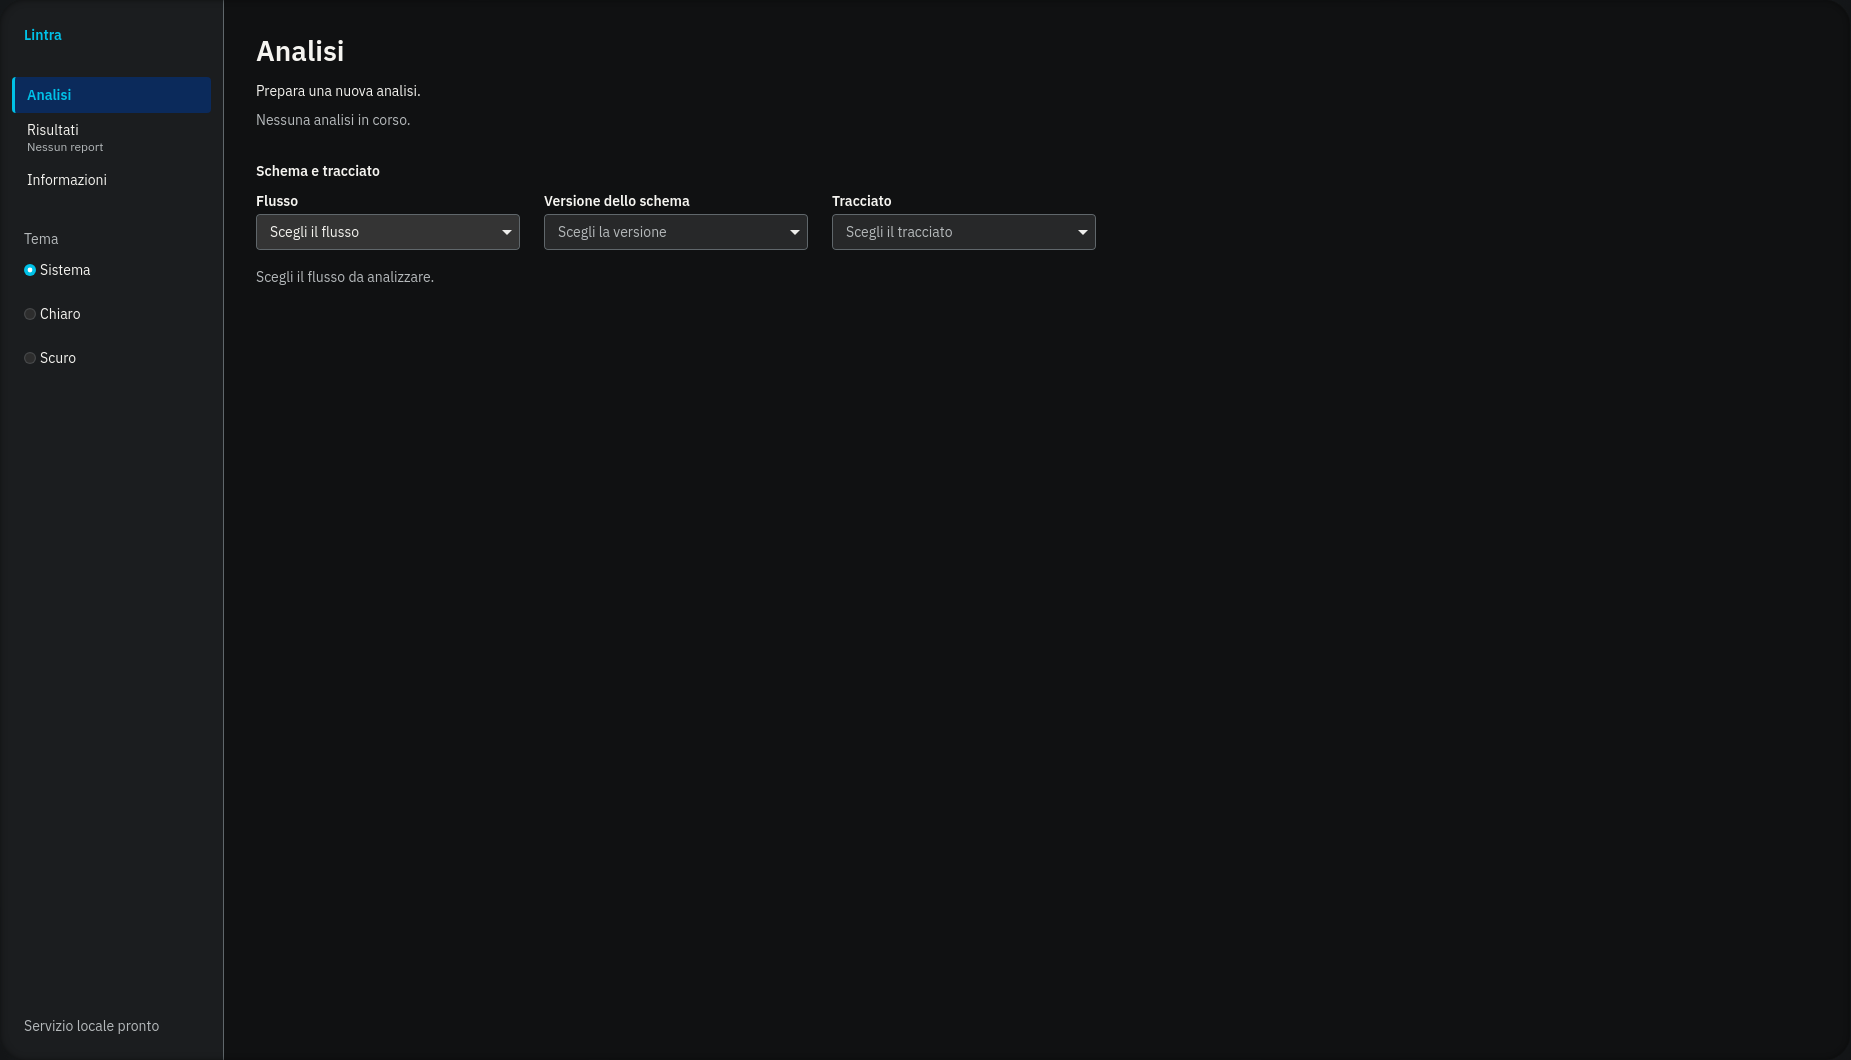 Lintra
Analisi
Risultati
Nessun report
Informazioni
Tema
Sistema
Chiaro
Scuro
Servizio locale pronto
Analisi
Prepara una nuova analisi.
Nessuna analisi in corso.
Schema e tracciato
Flusso
Scegli il flusso
Versione dello schema
Scegli la versione
Tracciato
Scegli il tracciato
Scegli il flusso da analizzare.